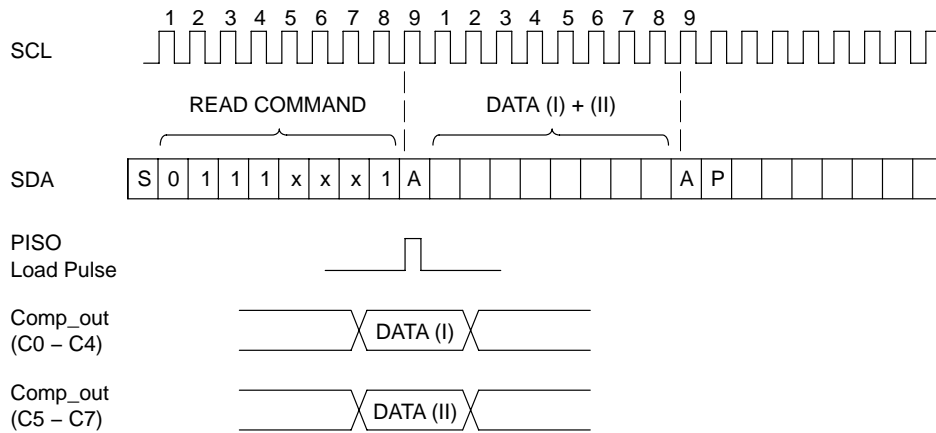 1 2 3 4 5 6 7 8 9 1 2 3 4 5 6 7 8 9
SCL
READ COMMAND DATA (I) + (II)
SDA S 0 1 1 1 x x x 1 A A P
PISO
Load Pulse
Comp_out
(C0 – C4)
DATA (I)
Comp_out
(C5 – C7)
DATA (II)